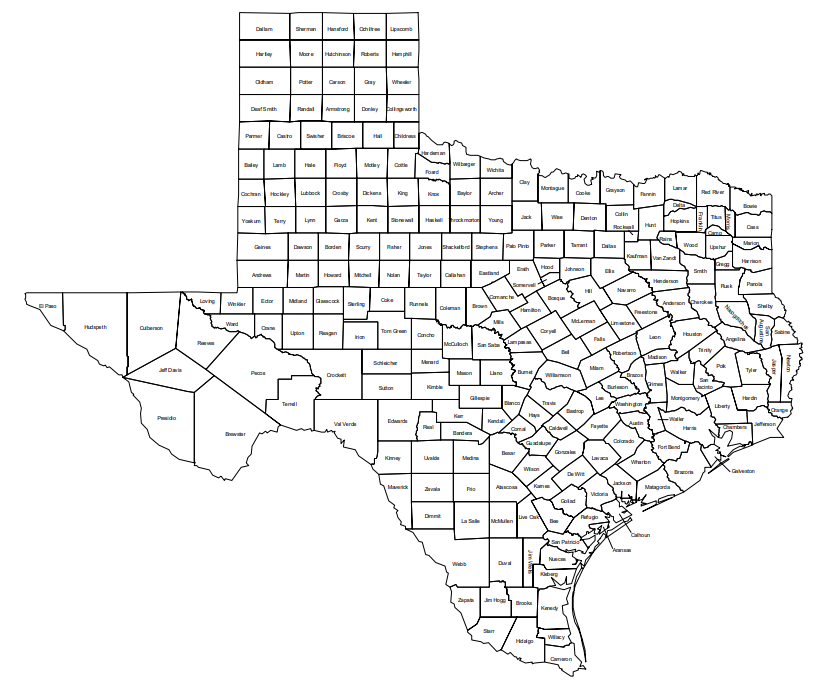 Dallam Sherman Hansford Ochiltree Lipscomb
Hartley Moore Hutchinson Roberts Hemphill
Oldham Potter Carson Gray Wheeler
Deaf Smith Randall Armstrong Donley Collingsworth
Parmer Castro Swisher Briscoe Hall Childress
Hardeman
Bailey Lamb Hale Floyd Motley Cottle Foard Wilbarger Wichita
Cochran Hockley Lubbock Crosby Dickens King Knox Baylor Archer Clay Montague Cooke Grayson Fannin Lamar Red River Bowie
Delta
Yoakum Terry Lynn Garza Kent Stonewall Haskell Throckmorton Young Jack Wise Denton Collin Rockwall Hunt Hopkins Franklin Titus Morris Cass
Camp
Gaines Dawson Borden Scurry Fisher Jones Shackelford Stephens Palo Pinto Parker Tarrant Dallas Kaufman Rains Van Zandt Wood Upshur Marion
Gregg Harrison
Andrews Martin Howard Mitchell Nolan Taylor Callahan Eastland Erath Hood Somervell Johnson Ellis Henderson Smith Rusk Panola
El Paso Hudspeth Culberson Loving Winkler Ector Midland Glasscock Sterling Coke Runnels Coleman Brown Comanche Hamilton Bosque Hill Navarro Anderson Cherokee Nacogdoches Shelby
Reeves Ward Crane Upton Reagan Irion Tom Green Concho McCulloch San Saba Mills Lampasas Coryell McLennan Limestone Freestone Falls Leon Houston Angelina San Augustine Sabine
Jeff Davis Pecos Crockett Schleicher Menard Mason Llano Burnet Bell Milam Robertson Madison Trinity Polk Tyler Jasper Newton
Presidio Brewster Terrell Val Verde Sutton Kimble Gillespie Blanco Williamson Travis Burleson Brazos Grimes Walker San Jacinto Hardin Orange
Edwards Real Kerr Bandera Kendall Hays Comal Caldwell Bastrop Lee Washington Fayette Austin Waller Montgomery Liberty Harris Chambers Jefferson
Kinney Uvalde Medina Bexar Guadalupe Gonzales Lavaca Colorado Wharton Fort Bend Brazoria Galveston
Maverick Zavala Frio Atascosa Wilson Karnes De Witt Victoria Jackson Matagorda
Dimmit La Salle McMullen Live Oak Bee Goliad Refugio Calhoun
San Patricio Aransas
Webb Duval Jim Wells Nueces
Kleberg
Zapata Jim Hogg Brooks Kenedy
Starr Hidalgo Willacy
Cameron